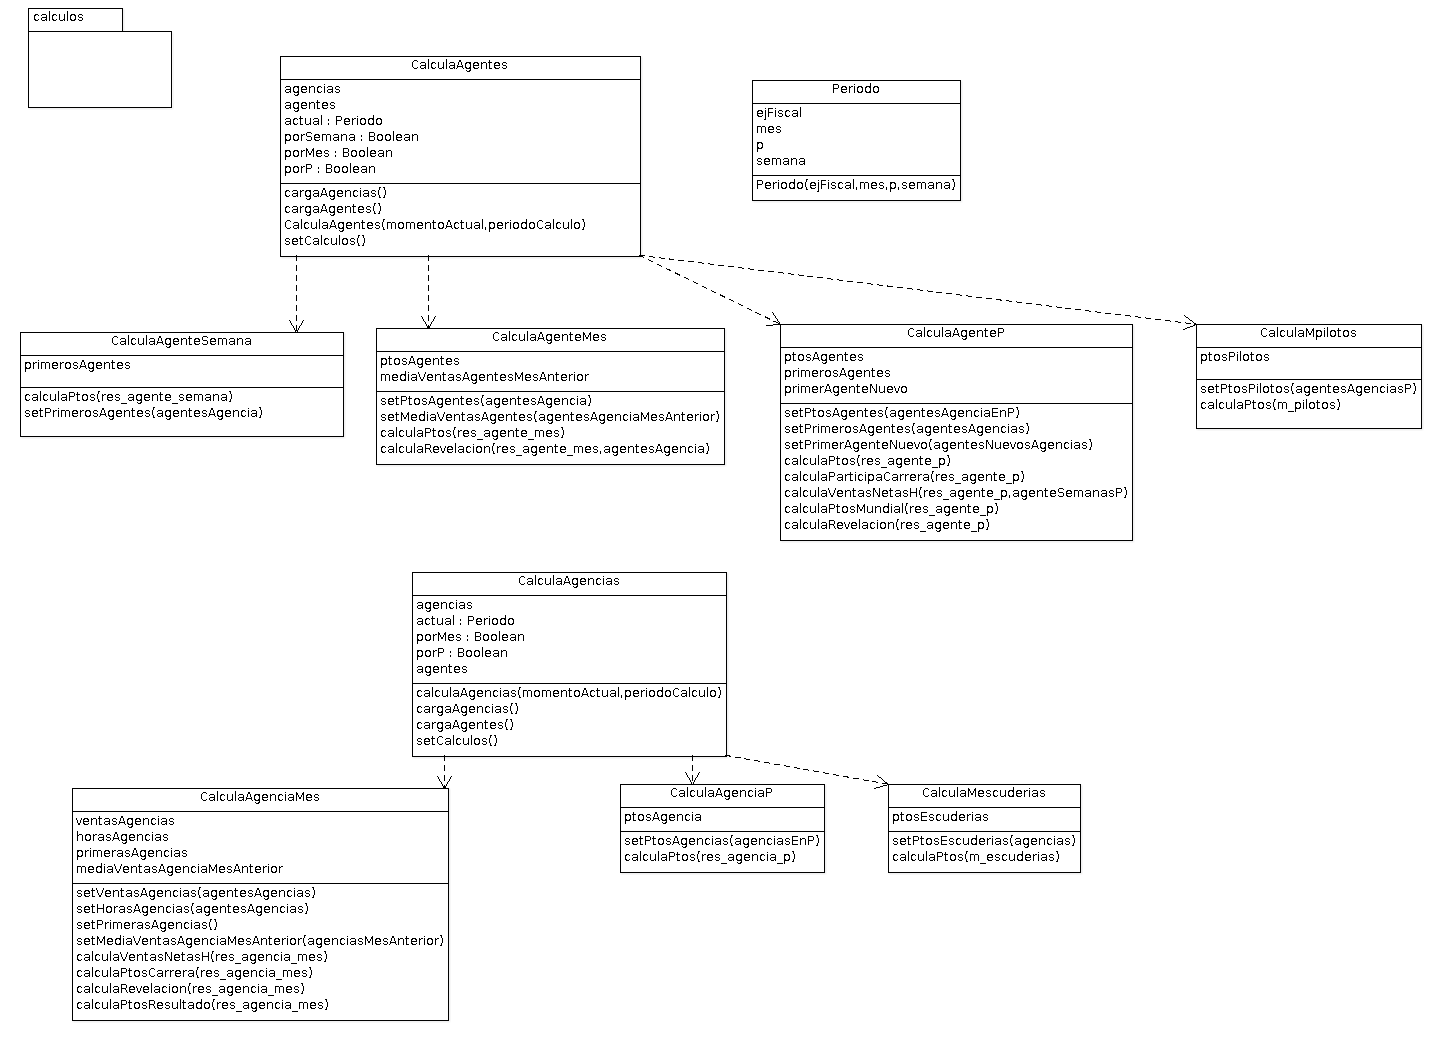 calculos
CalculaAgentes
agencias
agentes
actual : Periodo
porSemana : Boolean
porMes : Boolean
porP : Boolean
cargaAgencias()
cargaAgentes()
CalculaAgentes(momentoActual,periodoCalculo)
setCalculos()
Periodo
ejFiscal
mes
p
semana
Periodo(ejFiscal,mes,p,semana)
CalculaAgenteSemana
primerosAgentes
calculaPtos(res_agente_semana)
setPrimerosAgentes(agentesAgencia)
CalculaAgenteMes
ptosAgentes
mediaVentasAgentesMesAnterior
setPtosAgentes(agentesAgencia)
setMediaVentasAgentes(agentesAgenciaMesAnterior)
calculaPtos(res_agente_mes)
calculaRevelacion(res_agente_mes,agentesAgencia)
CalculaAgenteP
ptosAgentes
primerosAgentes
primerAgenteNuevo
setPtosAgentes(agentesAgenciaEnP)
setPrimerosAgentes(agentesAgencias)
setPrimerAgenteNuevo(agentesNuevosAgencias)
calculaPtos(res_agente_p)
calculaParticipaCarrera(res_agente_p)
calculaVentasNetasH(res_agente_p,agenteSemanasP)
calculaPtosMundial(res_agente_p)
calculaRevelacion(res_agente_p)
CalculaMpilotos
ptosPilotos
setPtosPilotos(agentesAgenciasP)
calculaPtos(m_pilotos)
CalculaAgencias
agencias
actual : Periodo
porMes : Boolean
porP : Boolean
agentes
calculaAgencias(momentoActual,periodoCalculo)
cargaAgencias()
cargaAgentes()
setCalculos()
CalculaAgenciaMes
ventasAgencias
horasAgencias
primerasAgencias
mediaVentasAgenciaMesAnterior
setVentasAgencias(agentesAgencias)
setHorasAgencias(agentesAgencias)
setPrimerasAgencias()
setMediaVentasAgenciaMesAnterior(agenciasMesAnterior)
calculaVentasNetasH(res_agencia_mes)
calculaPtosCarrera(res_agencia_mes)
calculaRevelacion(res_agencia_mes)
calculaPtosResultado(res_agencia_mes)
CalculaAgenciaP
ptosAgencia
setPtosAgencias(agenciasEnP)
calculaPtos(res_agencia_p)
CalculaMescuderias
ptosEscuderias
setPtosEscuderias(agencias)
calculaPtos(m_escuderias)